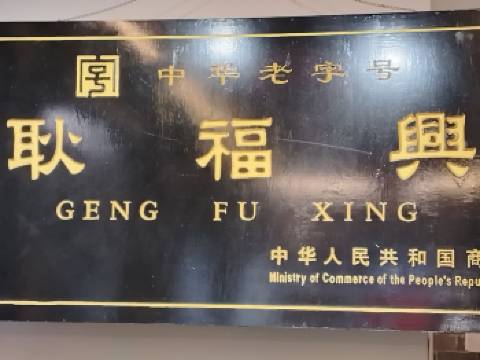 中华老字号
耿福興
GENG FU XING
中华人民共和国商
Ministry of Commerce of the People's Repu